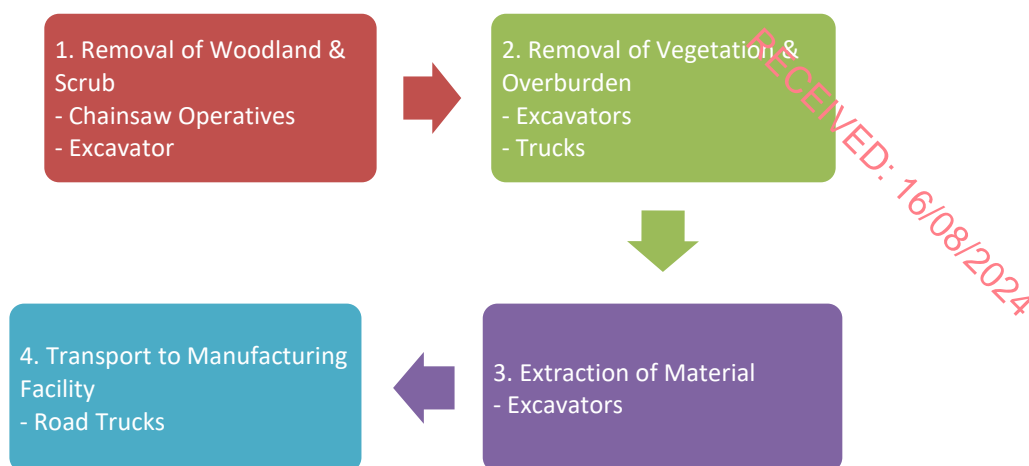 1. Removal of Woodland &
Scrub
- Chainsaw Operatives
- Excavator
2. Removal of Vegetation &
Overburden
- Excavators
- Trucks
RECEIVED: 16/08/2024
4. Transport to Manufacturing
Facility
- Road Trucks
3. Extraction of Material
- Excavators